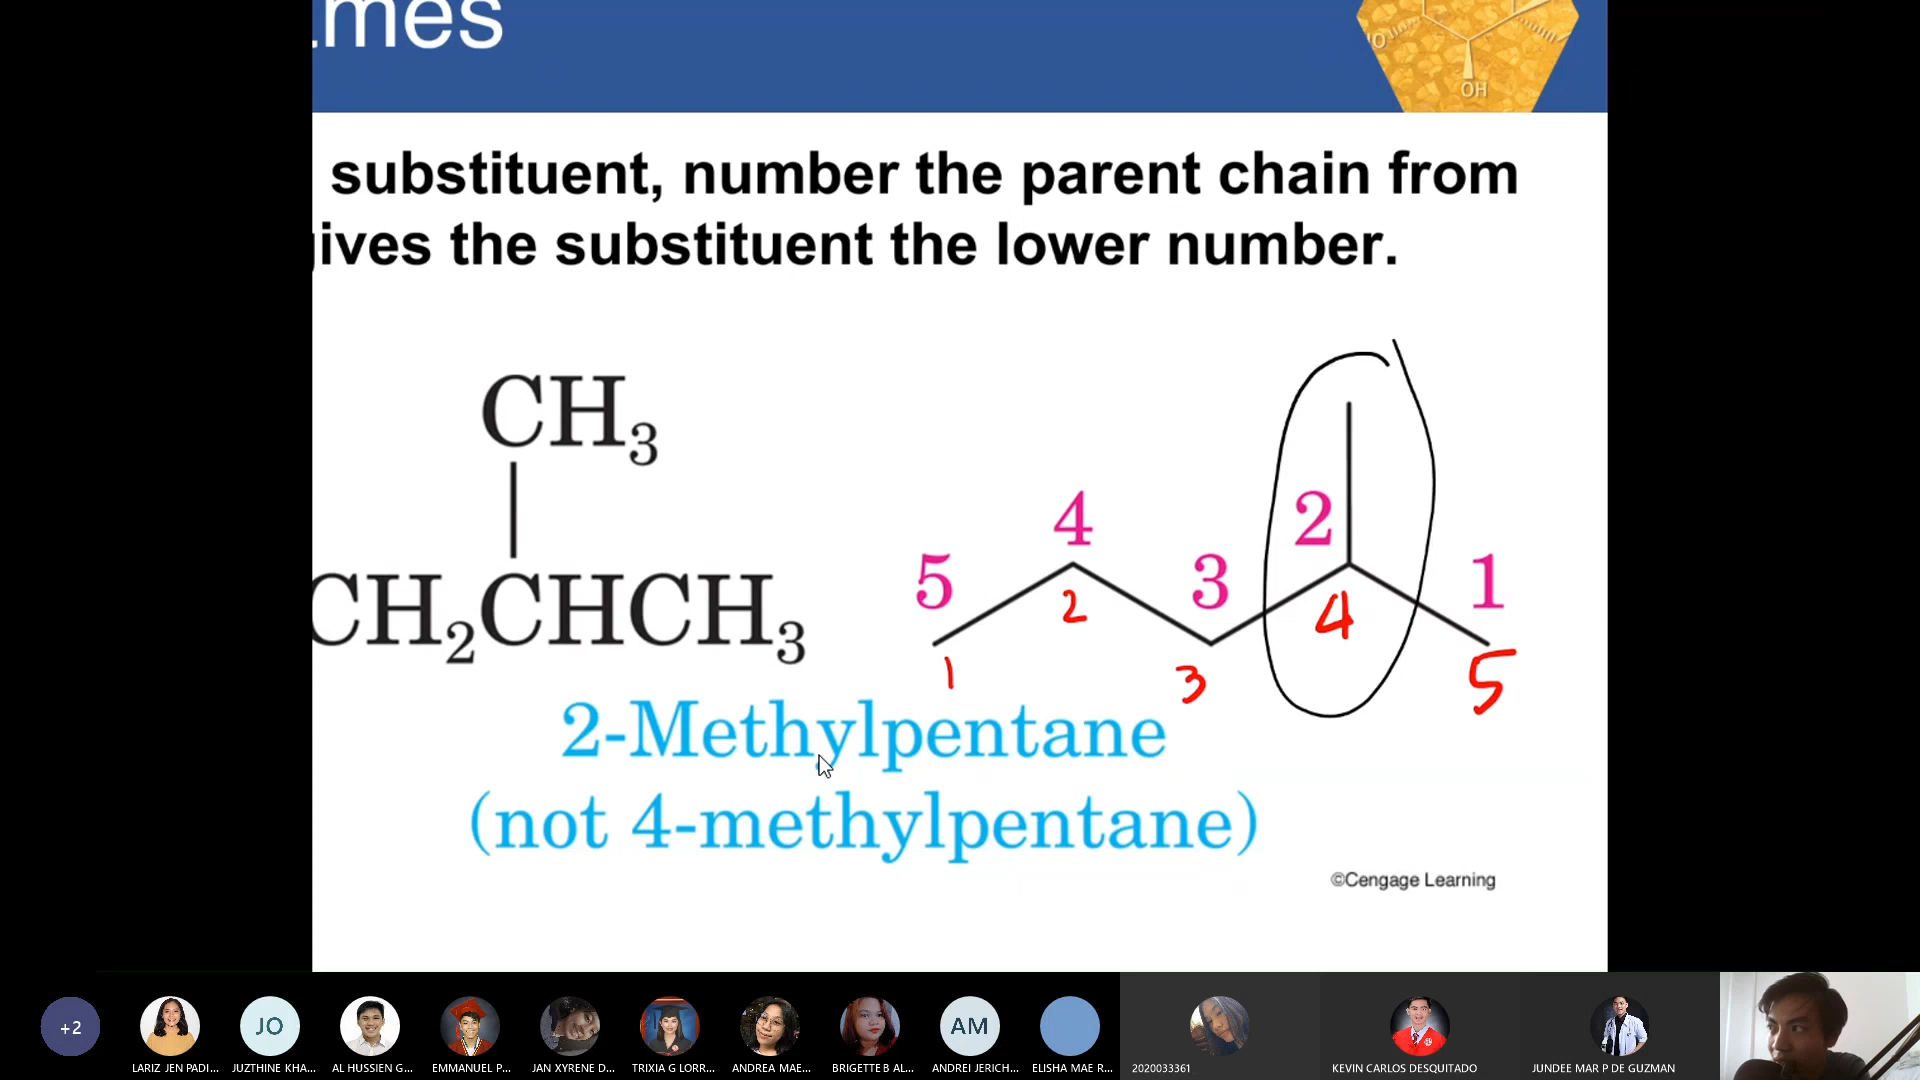 mes
OH
substituent, number the parent chain from
gives the substituent the lower number.
CH3
CH2CHCH3
5 4 3 2 1
1 2 3 4 5
2-Methylpentane
(not 4-methylpentane)
©Cengage Learning
+2
JO
AM
LARIZ JEN PADI...
JUZTHINE KHA...
AL HUSSIEN G...
EMMANUEL P...
JAN XYRENE D...
TRIXIA G LORR...
ANDREA MAE...
BRIGETTE B AL...
ANDREI JERICH...
ELISHA MAE R...
2020033361
KEVIN CARLOS DESQUITADO
JUNDEE MAR P DE GUZMAN